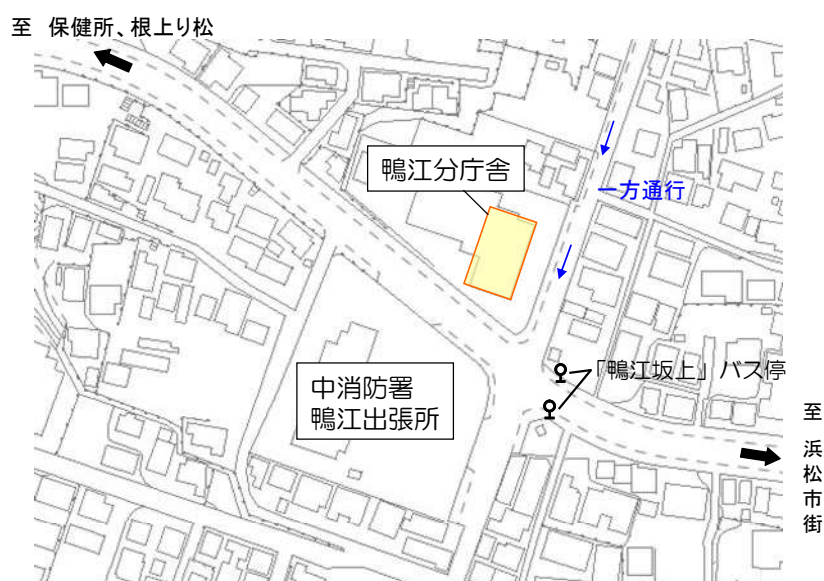 至 保健所、根上り松
鴨江分庁舎
一方通行
「鴨江坂上」バス停
中消防署
鴨江出張所
至
浜
松
市
街